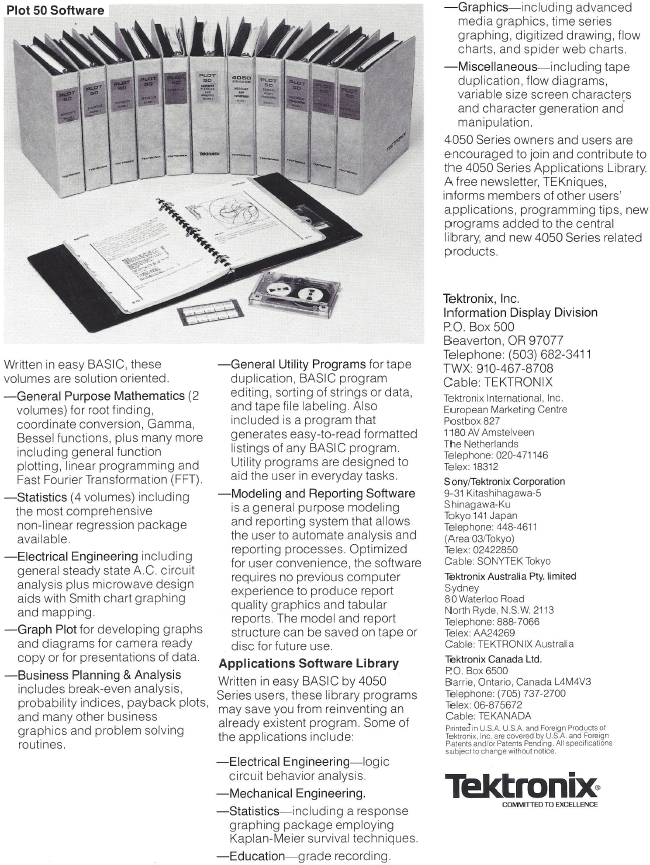 Plot 50 Software
PLOT 50
PLOT 50
PLOT 50
PLOT 50
PLOT 50
PLOT 50
4050
PLOT 50
PLOT 50
PLOT 50
PLOT 50
Tektronix
Written in easy BASIC, these
volumes are solution oriented.
—General Purpose Mathematics (2
volumes) for root finding,
coordinate conversion, Gamma,
Bessel functions, plus many more
including general function
plotting, linear programming and
Fast Fourier Transformation (FFT).
—Statistics (4 volumes) including
the most comprehensive
non-linear regression package
available.
—Electrical Engineering including
general steady state A.C. circuit
analysis plus microwave design
aids with Smith chart graphing
and mapping.
—Graph Plot for developing graphs
and diagrams for camera ready
copy or for presentations of data.
—Business Planning & Analysis
includes break-even analysis,
probability indices, payback plots,
and many other business
graphics and problem solving
routines.
—General Utility Programs for tape
duplication, BASIC program
editing, sorting of strings or data,
and tape file labeling. Also
included is a program that
generates easy-to-read formatted
listings of any BASIC program.
Utility programs are designed to
aid the user in everyday tasks.
—Modeling and Reporting Software
is a general purpose modeling
and reporting system that allows
the user to automate analysis and
reporting processes. Optimized
for user convenience, the software
requires no previous computer
experience to produce report
quality graphics and tabular
reports. The model and report
structure can be saved on tape or
disc for future use.
Applications Software Library
Written in easy BASIC by 4050
Series users, these library programs
may save you from reinventing an
already existent program. Some of
the applications include:
—Electrical Engineering—logic
circuit behavior analysis.
—Mechanical Engineering.
—Statistics—including a response
graphing package employing
Kaplan-Meier survival techniques.
—Education—grade recording.
—Graphics—including advanced
media graphics, time series
graphing, digitized drawing, flow
charts, and spider web charts.
—Miscellaneous—including tape
duplication, flow diagrams,
variable size screen characters
and character generation and
manipulation.
4050 Series owners and users are
encouraged to join and contribute to
the 4050 Series Applications Library.
A free newsletter, TEKniques,
informs members of other users'
applications, programming tips, new
programs added to the central
library, and new 4050 Series related
products.
Tektronix, Inc.
Information Display Division
P.O. Box 500
Beaverton, OR 97077
Telephone: (503) 682-3411
TWX: 910-467-8708
Cable: TEKTRONIX
Tektronix International, Inc.
European Marketing Centre
Postbox 827
1180 AV Amstelveen
The Netherlands
Telephone: 020-471146
Telex: 18312
Sony/Tektronix Corporation
9-31 Kitashihagawa-5
Shinagawa-Ku
Tokyo 141 Japan
Telephone: 448-4611
(Area 03/Tokyo)
Telex: 02422850
Cable: SONYTEK Tokyo
Tektronix Australia Pty. limited
Sydney
80 Waterloo Road
North Ryde, N.S.W. 2113
Telephone: 888-7066
Telex: AA24269
Cable: TEKTRONIX Australia
Tektronix Canada Ltd.
P.O. Box 6500
Barrie, Ontario, Canada L4M4V3
Telephone: (705) 737-2700
Telex: 06-875672
Cable: TEKANADA
Printed in U.S.A. U.S.A. and Foreign Products of
Tektronix, Inc. are covered by U.S.A. and Foreign
Patents and/or Patents Pending. All specifications
subject to change without notice.
Tektronix®
COMMITTED TO EXCELLENCE